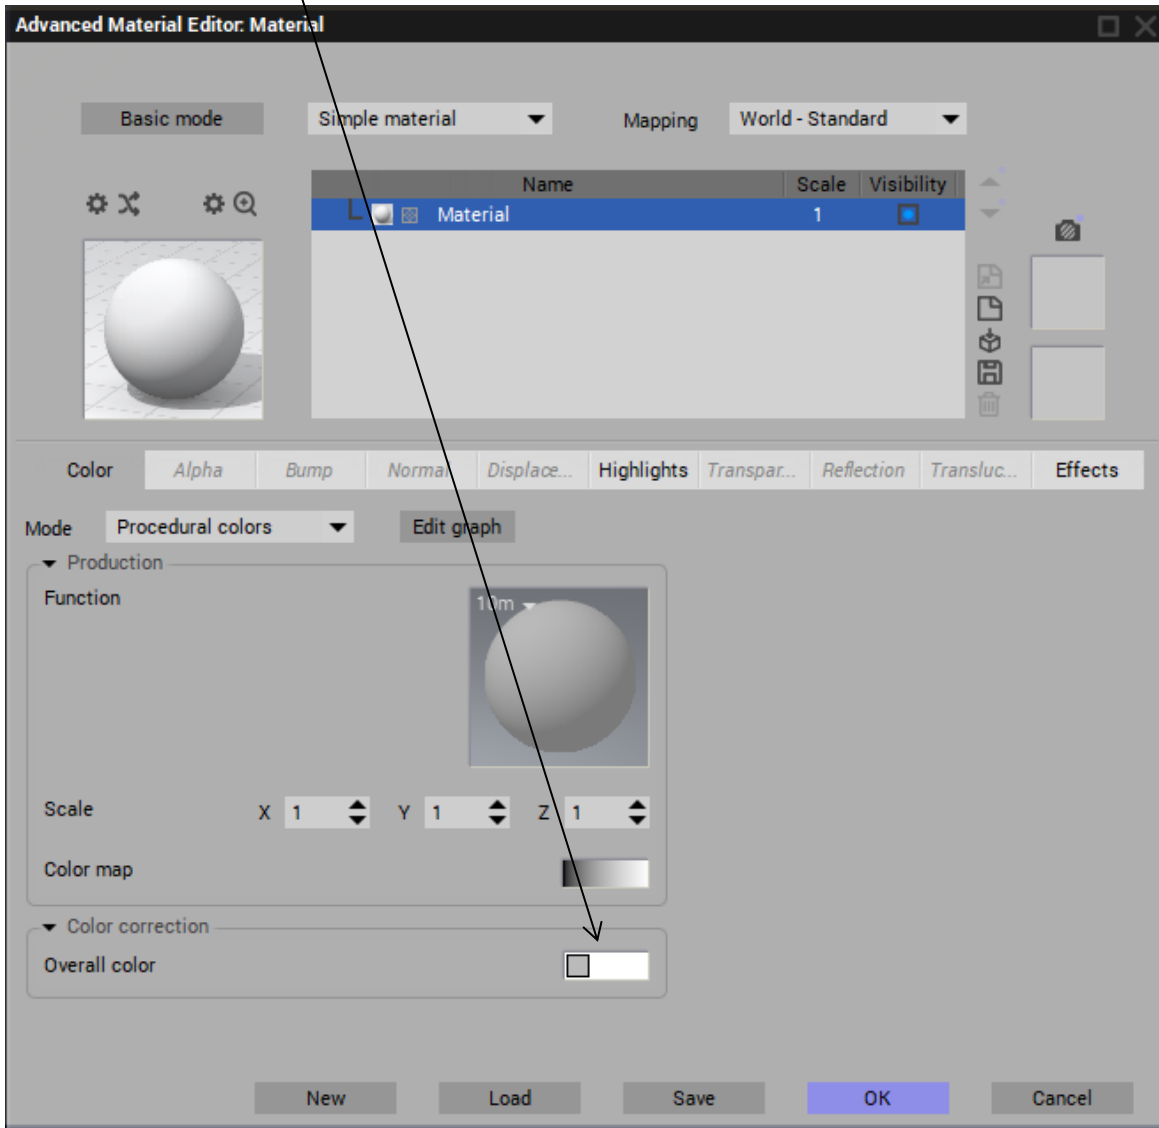 Advanced Material Editor: Material
Basic mode Simple material Mapping World - Standard
Name Scale Visibility
Material 1
Color Alpha Bump Normal Displace... Highlights Transpar... Reflection Transluc... Effects
Mode Procedural colors Edit graph
Production
Function 10m
Scale X 1 Y 1 Z 1
Color map
Color correction
Overall color
New Load Save OK Cancel